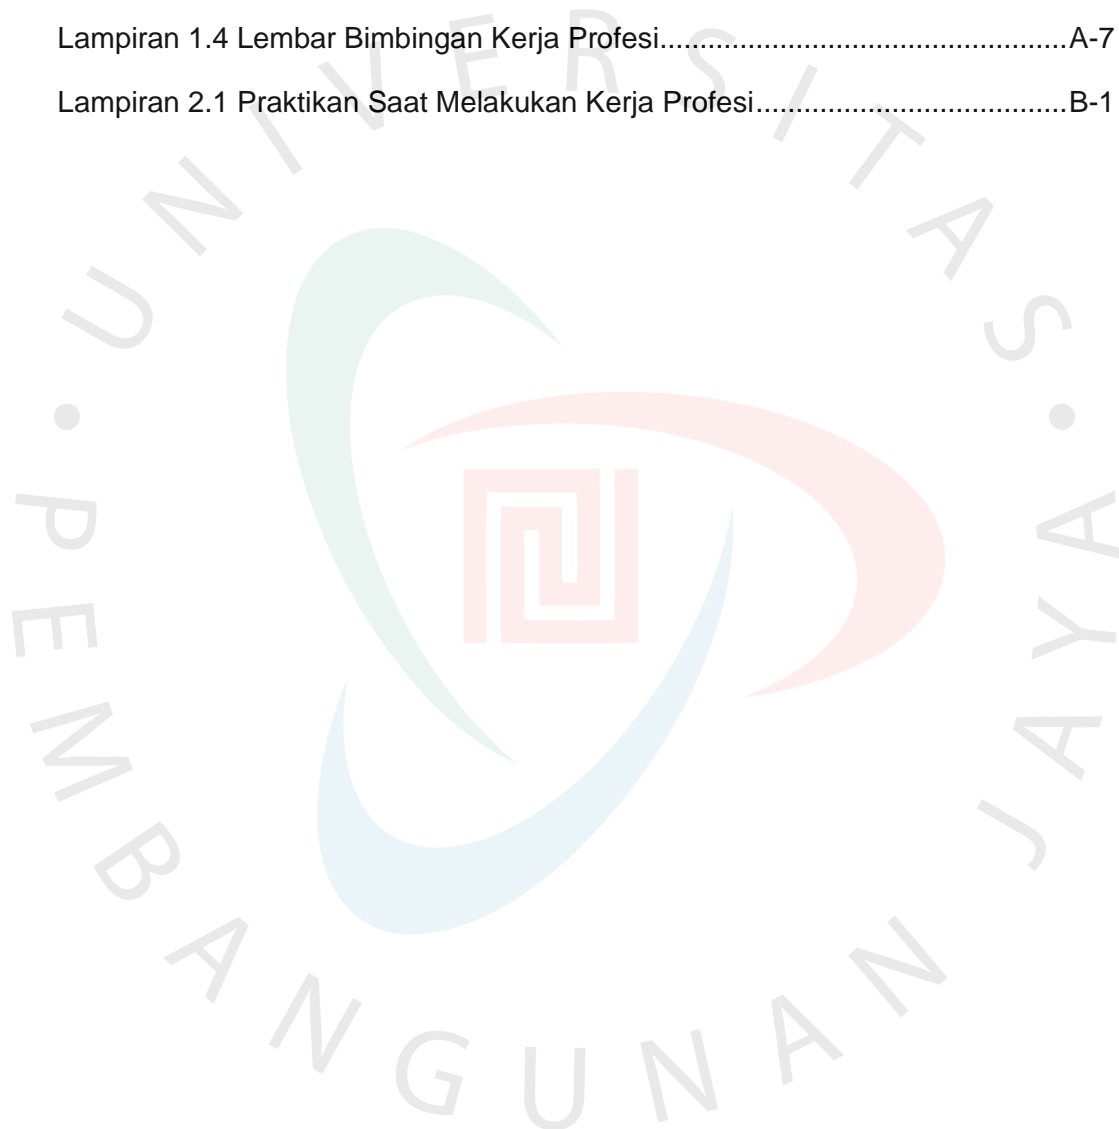 Lampiran 1.4 Lembar Bimbingan Kerja Profesi..................................................A-7
Lampiran 2.1 Praktikan Saat Melakukan Kerja Profesi......................................B-1
UNIVERSITAS
• PEMBANGUNAN JAYA •